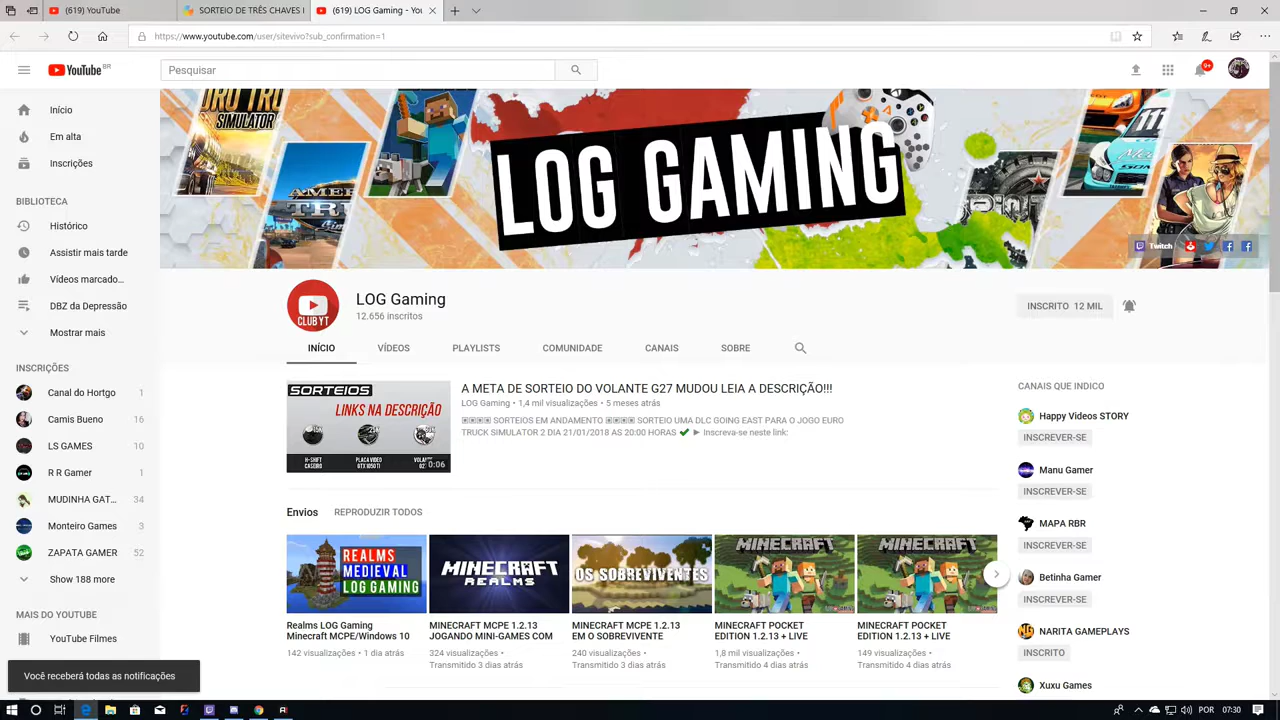 (619) YouTube
SORTEIO DE TRÊS CHAVES I
(619) LOG Gaming - You
https://www.youtube.com/user/sitevivo?sub_confirmation=1
YouTube BR
Pesquisar
9+
Início
Em alta
Inscrições
BIBLIOTECA
Histórico
Assistir mais tarde
Vídeos marcado...
DBZ da Depressão
Mostrar mais
INSCRIÇÕES
Canal do Hortgo 1
Camis Bueno 16
LS GAMES 10
R R Gamer 1
MUDINHA GAT... 34
Monteiro Games 3
ZAPATA GAMER 52
Show 188 more
MAIS DO YOUTUBE
YouTube Filmes
Você receberá todas as notificações
SIMULATOR
LOG GAMING
111
Twitch
CLUB YT
LOG Gaming
12.656 inscritos
INSCRITO 12 MIL
INÍCIO
VÍDEOS
PLAYLISTS
COMUNIDADE
CANAIS
SOBRE
SORTEIOS
LINKS NA DESCRIÇÃO
H-SHIFT
CASEIRO
PLACA VIDEO
GTX 1050 TI
0:06
A META DE SORTEIO DO VOLANTE G27 MUDOU LEIA A DESCRIÇÃO!!!
LOG Gaming • 1,4 mil visualizações • 5 meses atrás
SORTEIOS EM ANDAMENTO SORTEIO UMA DLC GOING EAST PARA O JOGO EURO
TRUCK SIMULATOR 2 DIA 21/01/2018 AS 20:00 HORAS ✔ ► Inscreva-se neste link:
Envios
REPRODUZIR TODOS
REALMS
MEDIEVAL
LOG GAMING
Realms LOG Gaming
Minecraft MCPE/Windows 10
142 visualizações • 1 dia atrás
MINECRAFT
REALMS
MINECRAFT MCPE 1.2.13
JOGANDO MINI-GAMES COM
324 visualizações •
Transmitido 3 dias atrás
OS SOBREVIVENTES
MINECRAFT MCPE 1.2.13
EM O SOBREVIVENTE
240 visualizações •
Transmitido 3 dias atrás
MINECRAFT
MINECRAFT POCKET
EDITION 1.2.13 + LIVE
1,8 mil visualizações •
Transmitido 4 dias atrás
MINECRAFT
MINECRAFT POCKET
EDITION 1.2.13 + LIVE
149 visualizações •
Transmitido 4 dias atrás
CANAIS QUE INDICO
Happy Videos STORY
INSCREVER-SE
Manu Gamer
INSCREVER-SE
MAPA RBR
INSCREVER-SE
Betinha Gamer
INSCREVER-SE
NARITA GAMEPLAYS
INSCRITO
Xuxu Games
POR
07:30